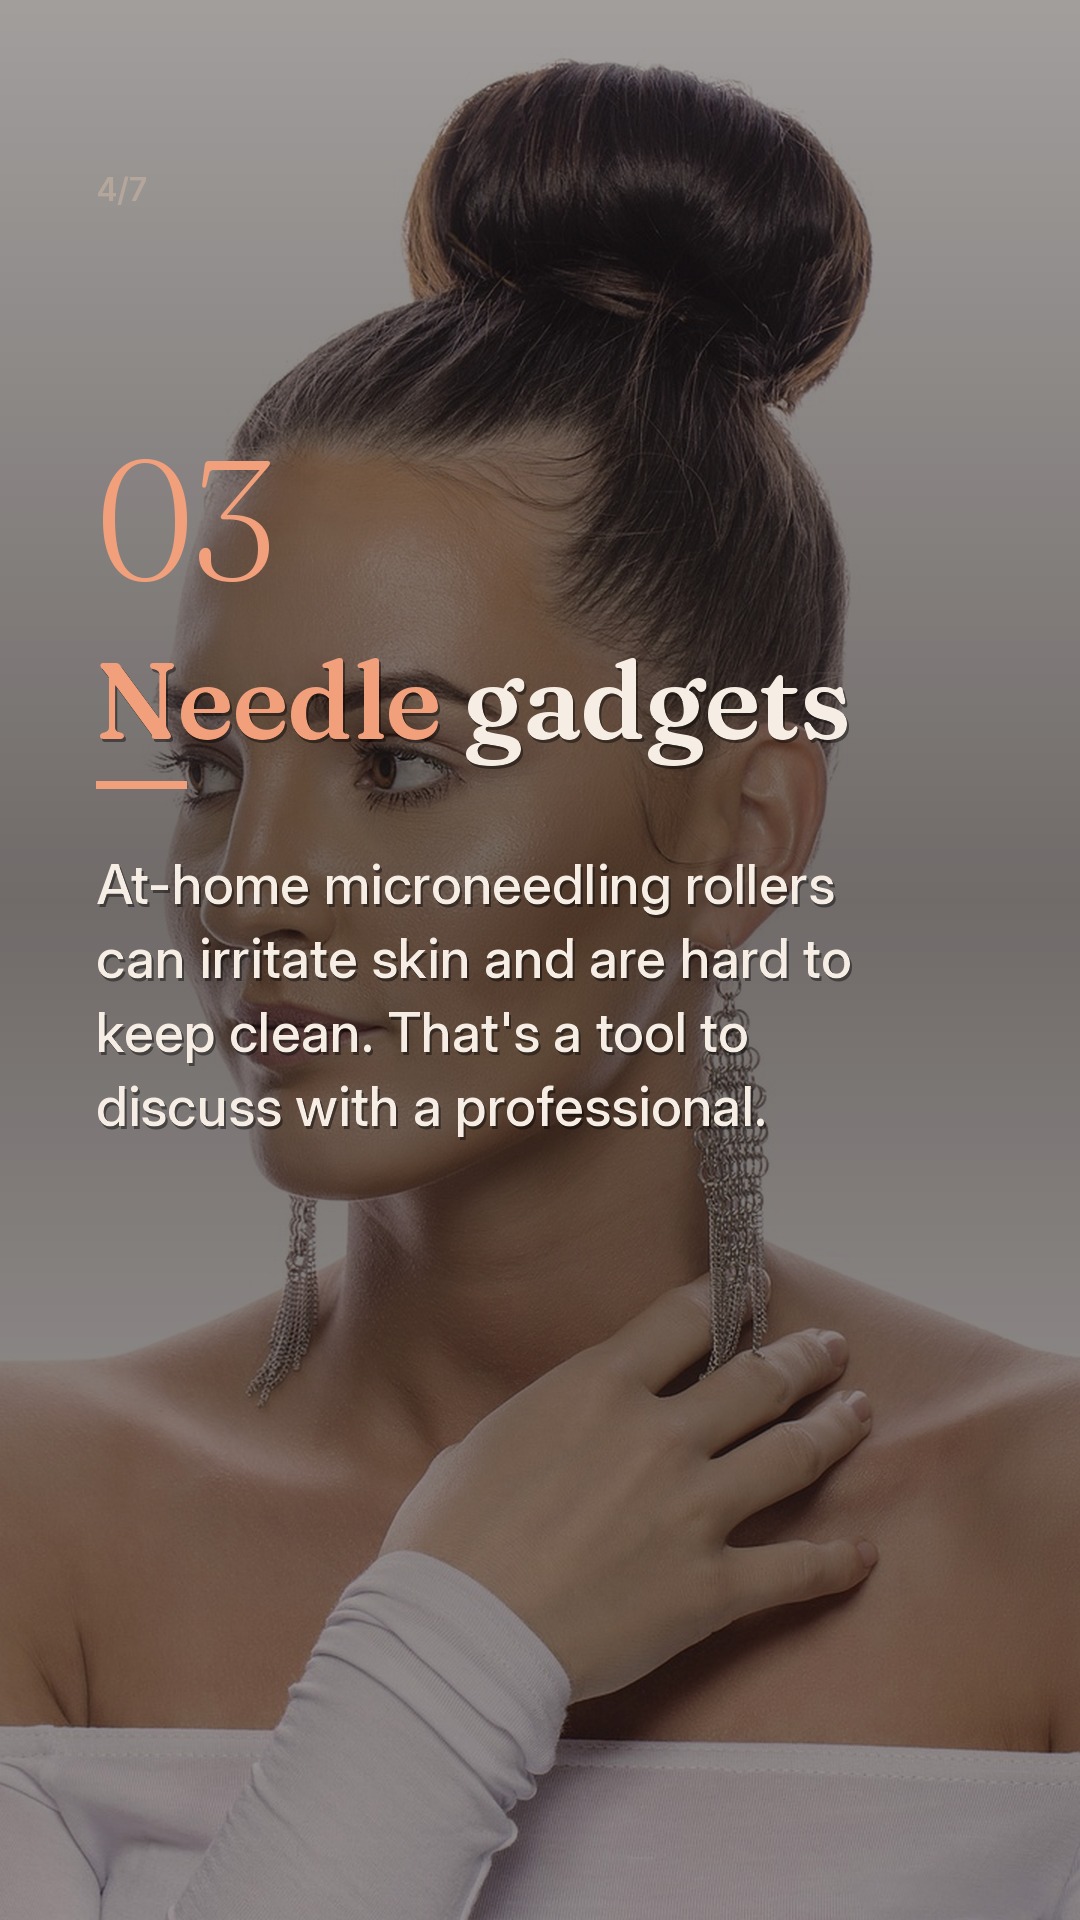 4/7
03
Needle gadgets
At-home microneedling rollers
can irritate skin and are hard to
keep clean. That's a tool to
discuss with a professional.